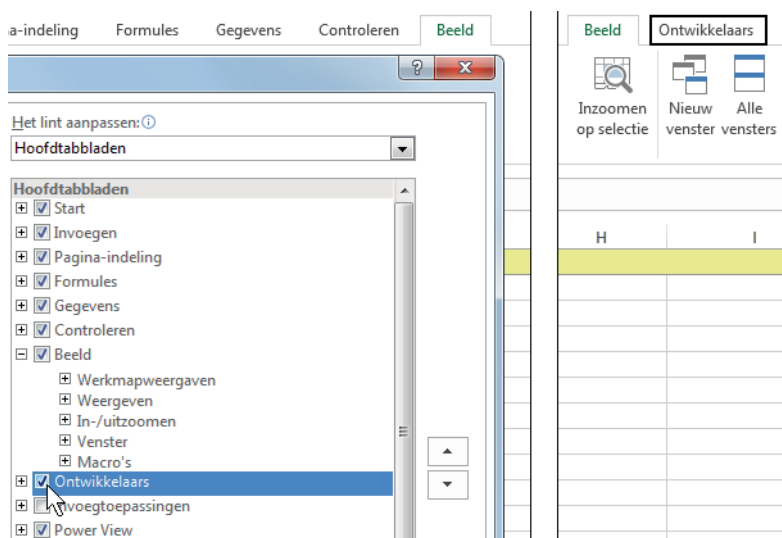 a-indeling Formules Gegevens Controleren Beeld
Het lint aanpassen:
Hoofdtabbladen
Hoofdtabbladen
Start
Invoegen
Pagina-indeling
Formules
Gegevens
Controleren
Beeld
Werkmapweergaven
Weergeven
In-/uitzoomen
Venster
Macro's
Ontwikkelaars
nvoegtoepassingen
Power View
Beeld Ontwikkelaars
Inzoomen op selectie
Nieuw venster
Alle vensters
H I